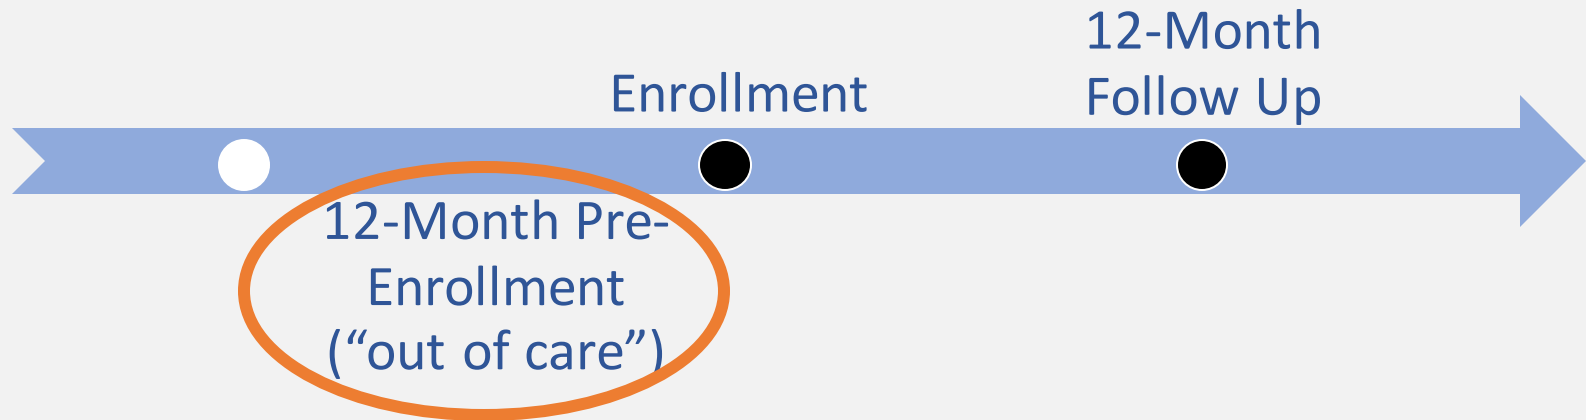 12-Month
Follow Up
Enrollment
12-Month Pre-
Enrollment
(“out of care”)